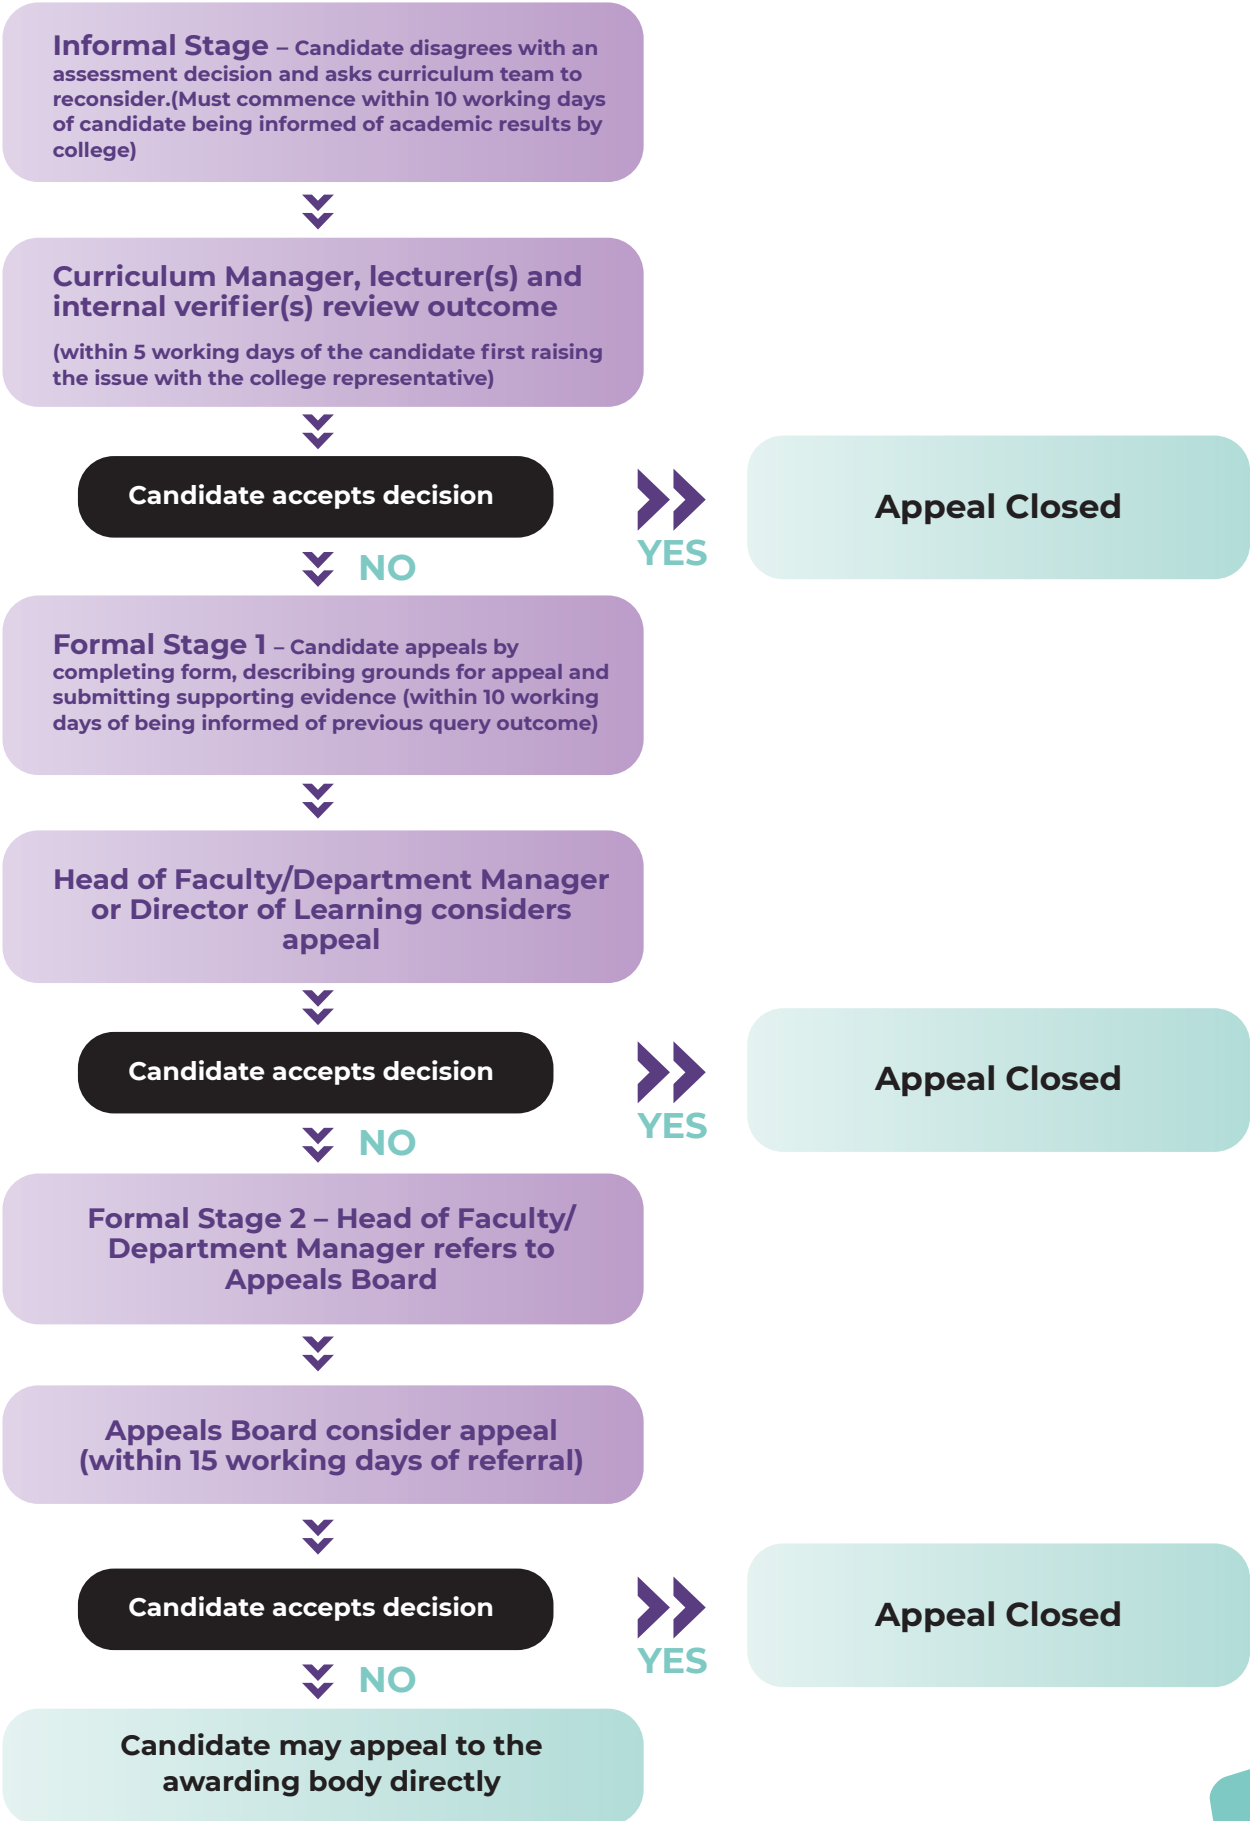 Informal Stage – Candidate disagrees with an
assessment decision and asks curriculum team to
reconsider.(Must commence within 10 working days
of candidate being informed of academic results by
college)
Curriculum Manager, lecturer(s) and
internal verifier(s) review outcome
(within 5 working days of the candidate first raising
the issue with the college representative)
Candidate accepts decision
YES
Appeal Closed
NO
Formal Stage 1 – Candidate appeals by
completing form, describing grounds for appeal and
submitting supporting evidence (within 10 working
days of being informed of previous query outcome)
Head of Faculty/Department Manager
or Director of Learning considers
appeal
Candidate accepts decision
YES
Appeal Closed
NO
Formal Stage 2 – Head of Faculty/
Department Manager refers to
Appeals Board
Appeals Board consider appeal
(within 15 working days of referral)
Candidate accepts decision
YES
Appeal Closed
NO
Candidate may appeal to the
awarding body directly